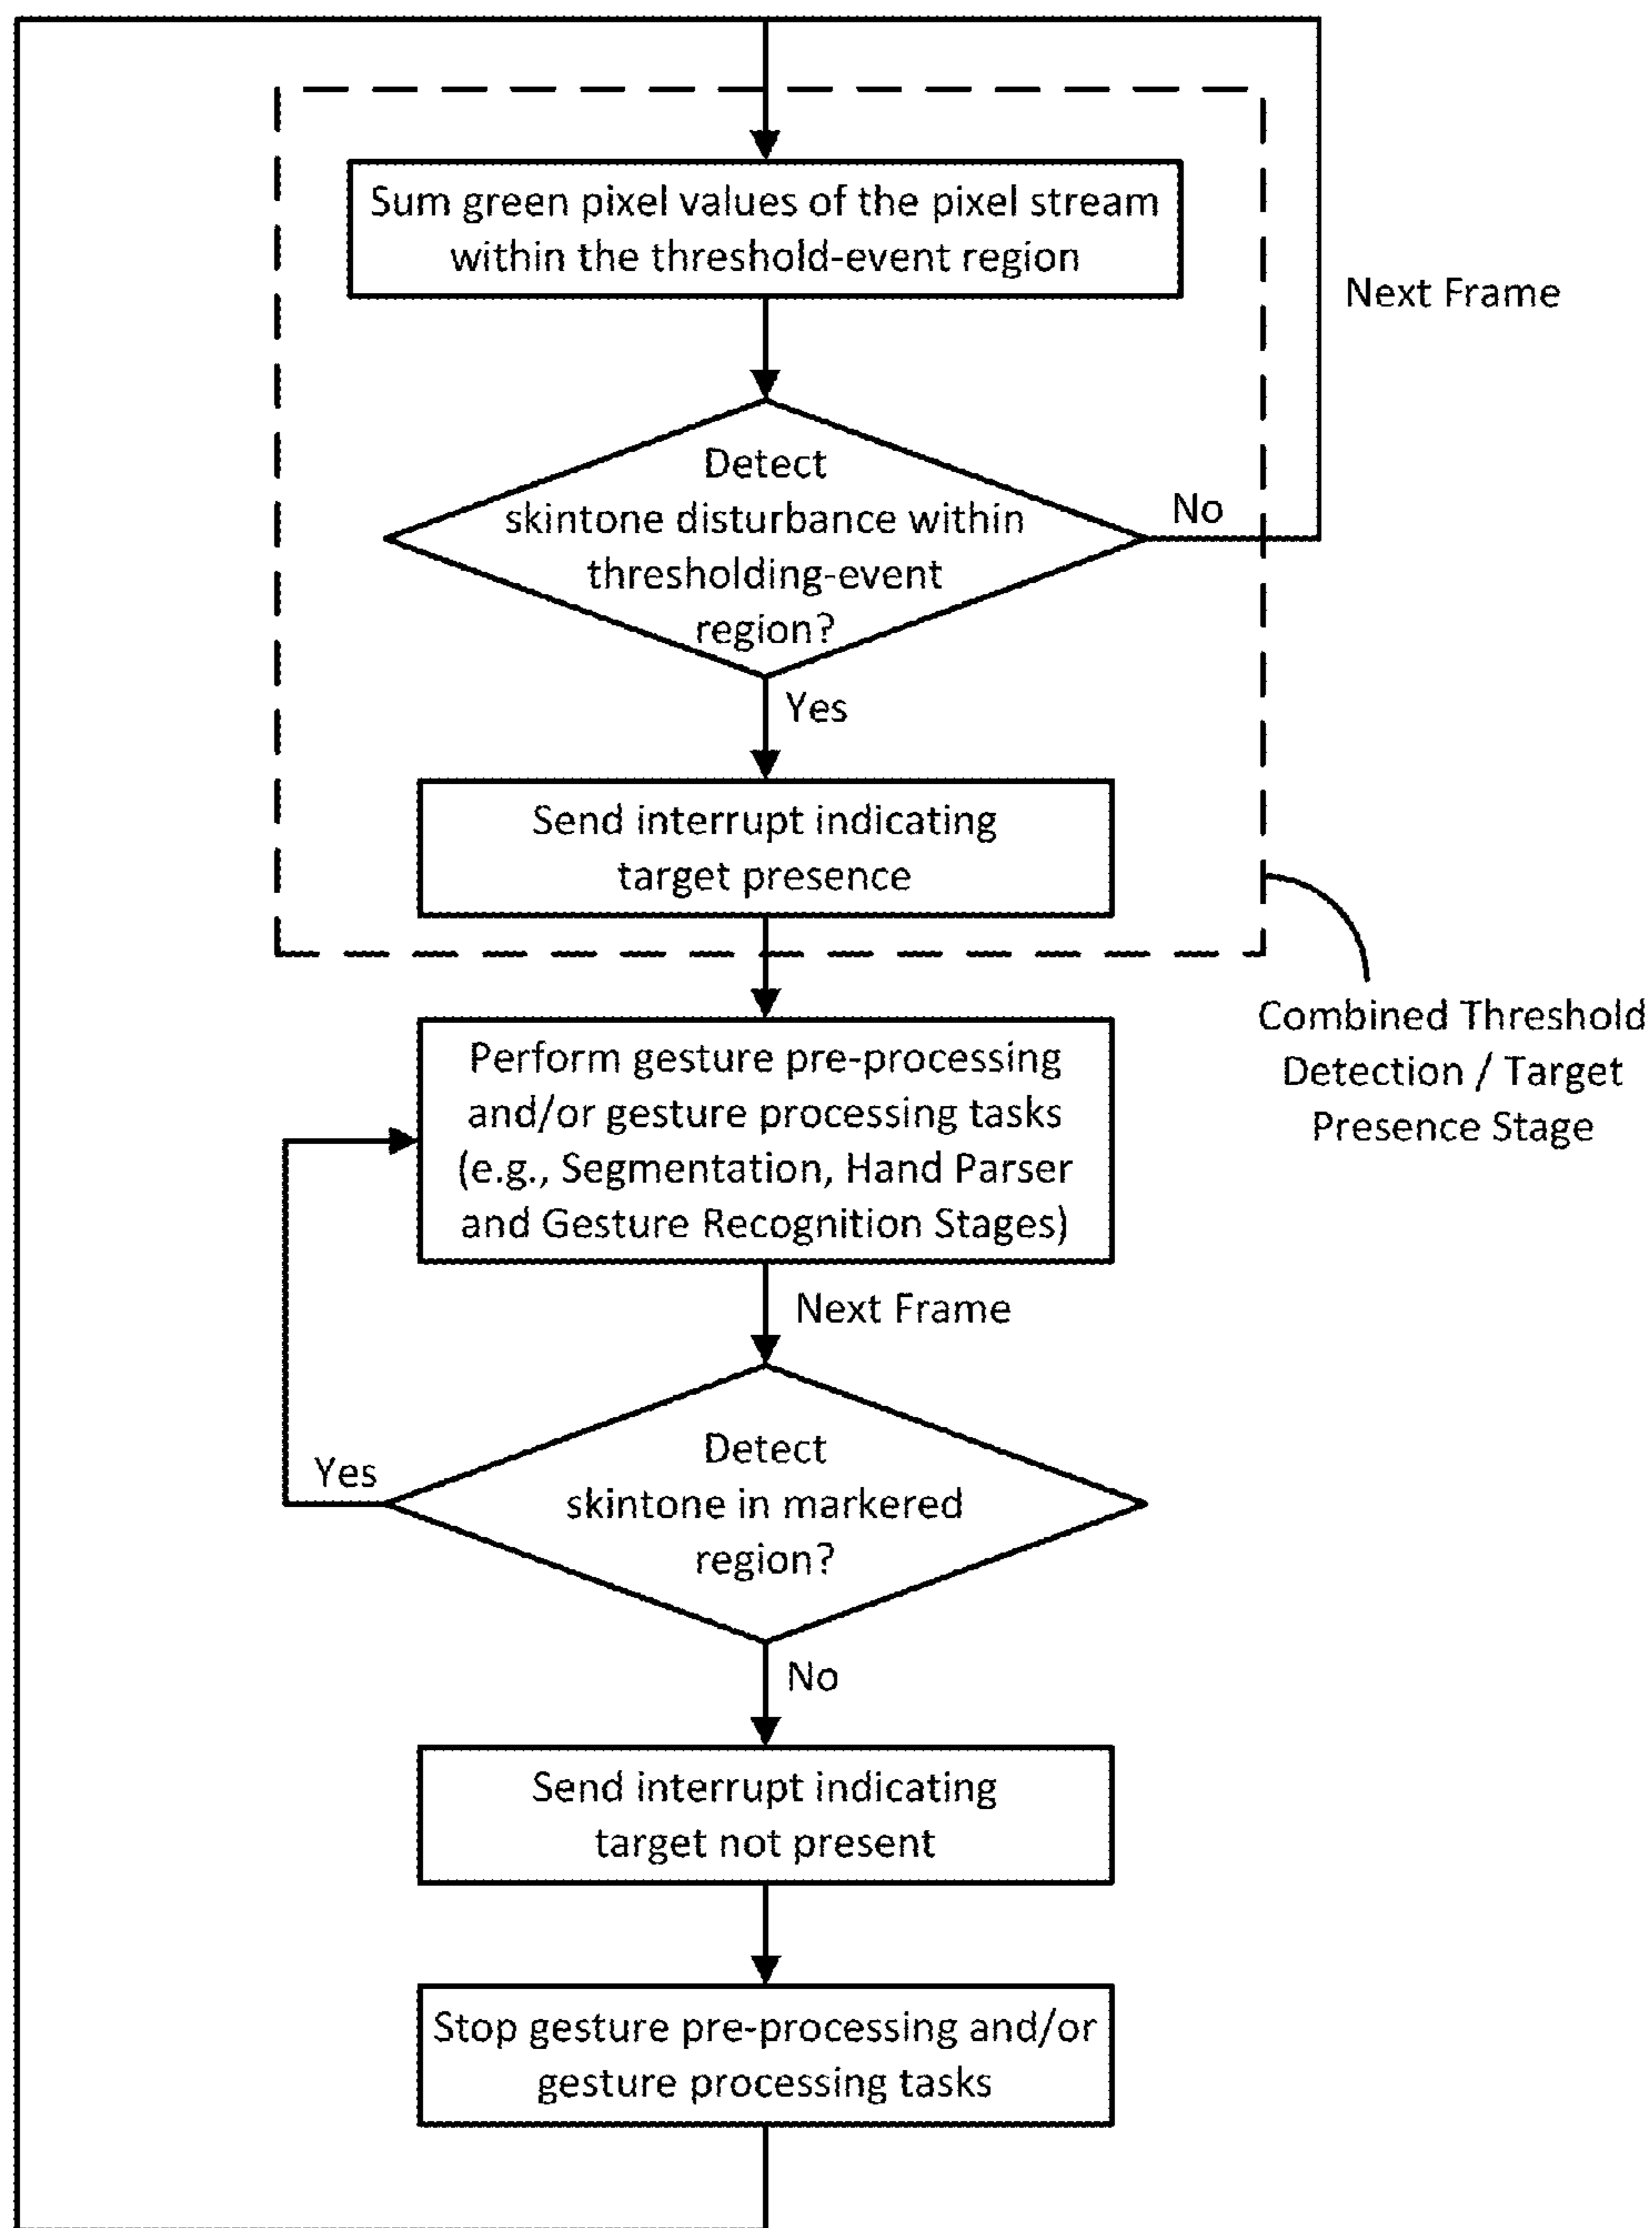 Sum green pixel values of the pixel stream
within the threshold-event region
Next Frame
Detect
skintone disturbance within
thresholding-event
region?
No
Yes
Send interrupt indicating
target presence
Combined Threshold
Detection / Target
Presence Stage
Perform gesture pre-processing
and/or gesture processing tasks
(e.g., Segmentation, Hand Parser
and Gesture Recognition Stages)
Next Frame
Detect
skintone in markered
region?
Yes
No
Send interrupt indicating
target not present
Stop gesture pre-processing and/or
gesture processing tasks